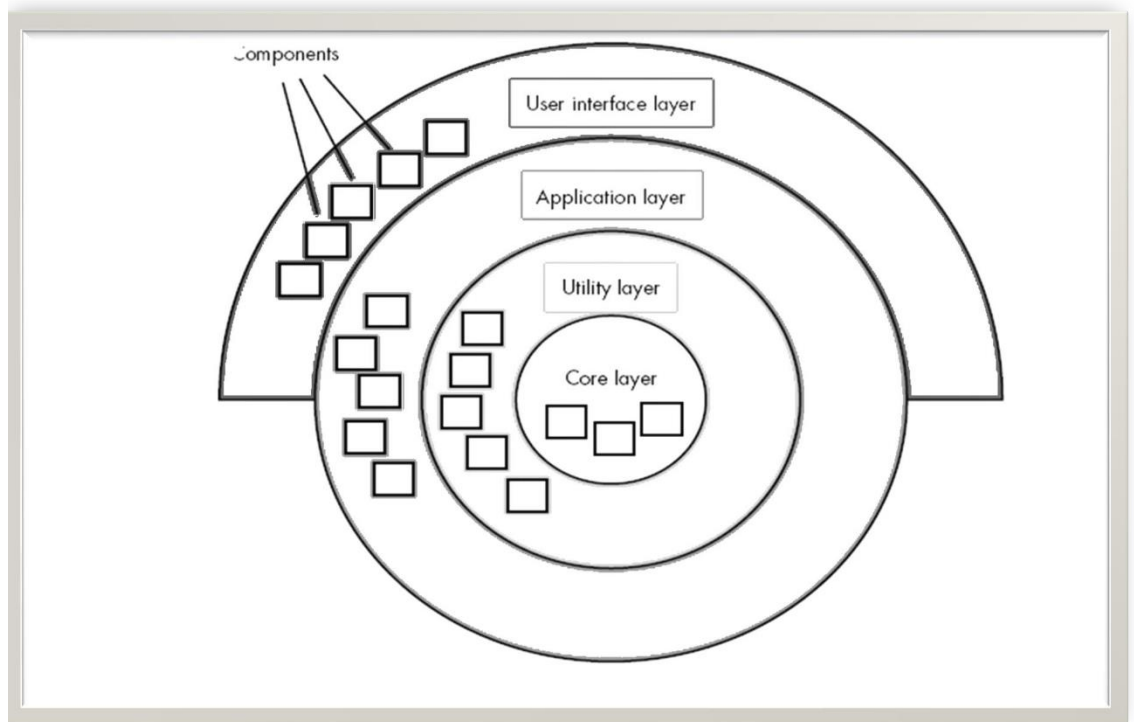 Components
User interface layer
Application layer
Utility layer
Core layer